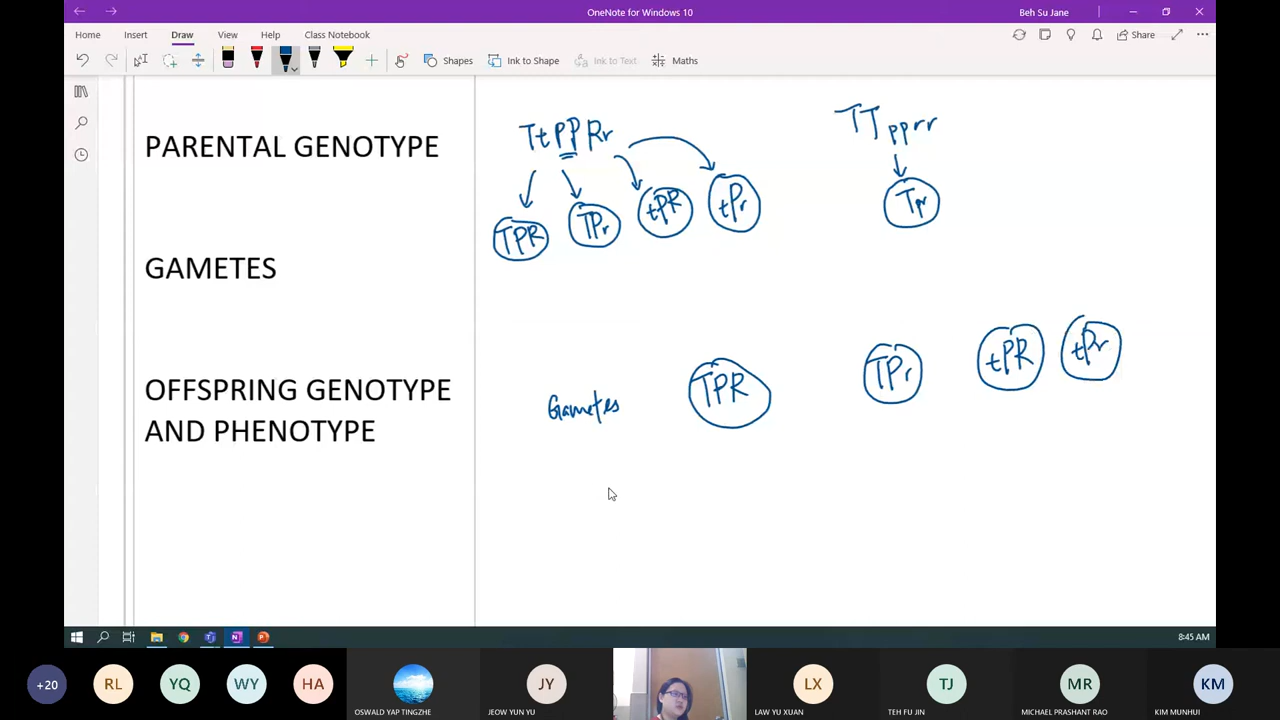 OneNote for Windows 10
Beh Su Jane
Home Insert Draw View Help Class Notebook
Share
Shapes Ink to Shape Ink to Text Maths
PARENTAL GENOTYPE
TtPPRr
TTpprr
TPR TPr tPR tPr
Tpr
GAMETES
OFFSPRING GENOTYPE
AND PHENOTYPE
Gametes TPR TPr tPR tPr
8:45 AM
+20 RL YQ WY HA JY LX TJ MR KM
OSWALD YAP TINGZHE JEOW YUN YU LAW YU XUAN TEH FU JIN MICHAEL PRASHANT RAO KIM MUNHUI